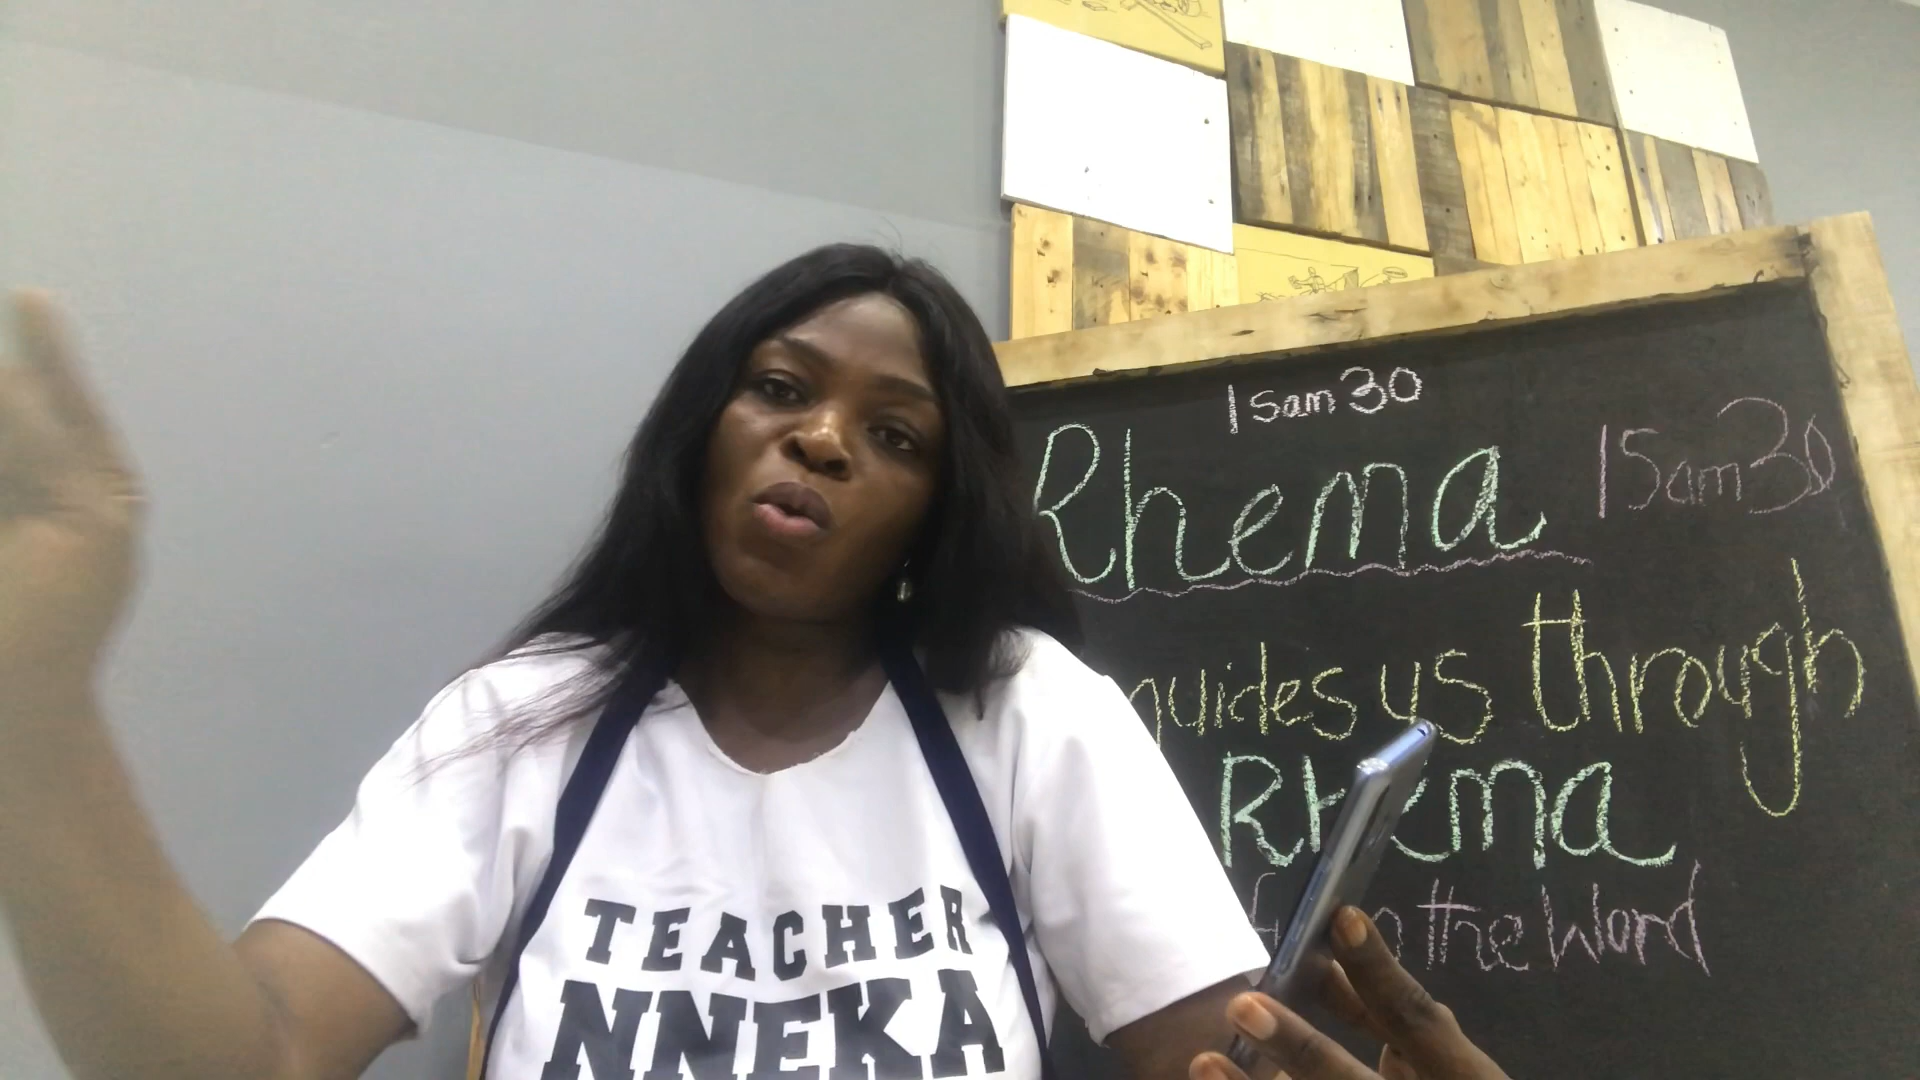 1 Sam 30
Rhema
1 Sam 30
guides us through
Rhema
the Word
TEACHER
NNEKA